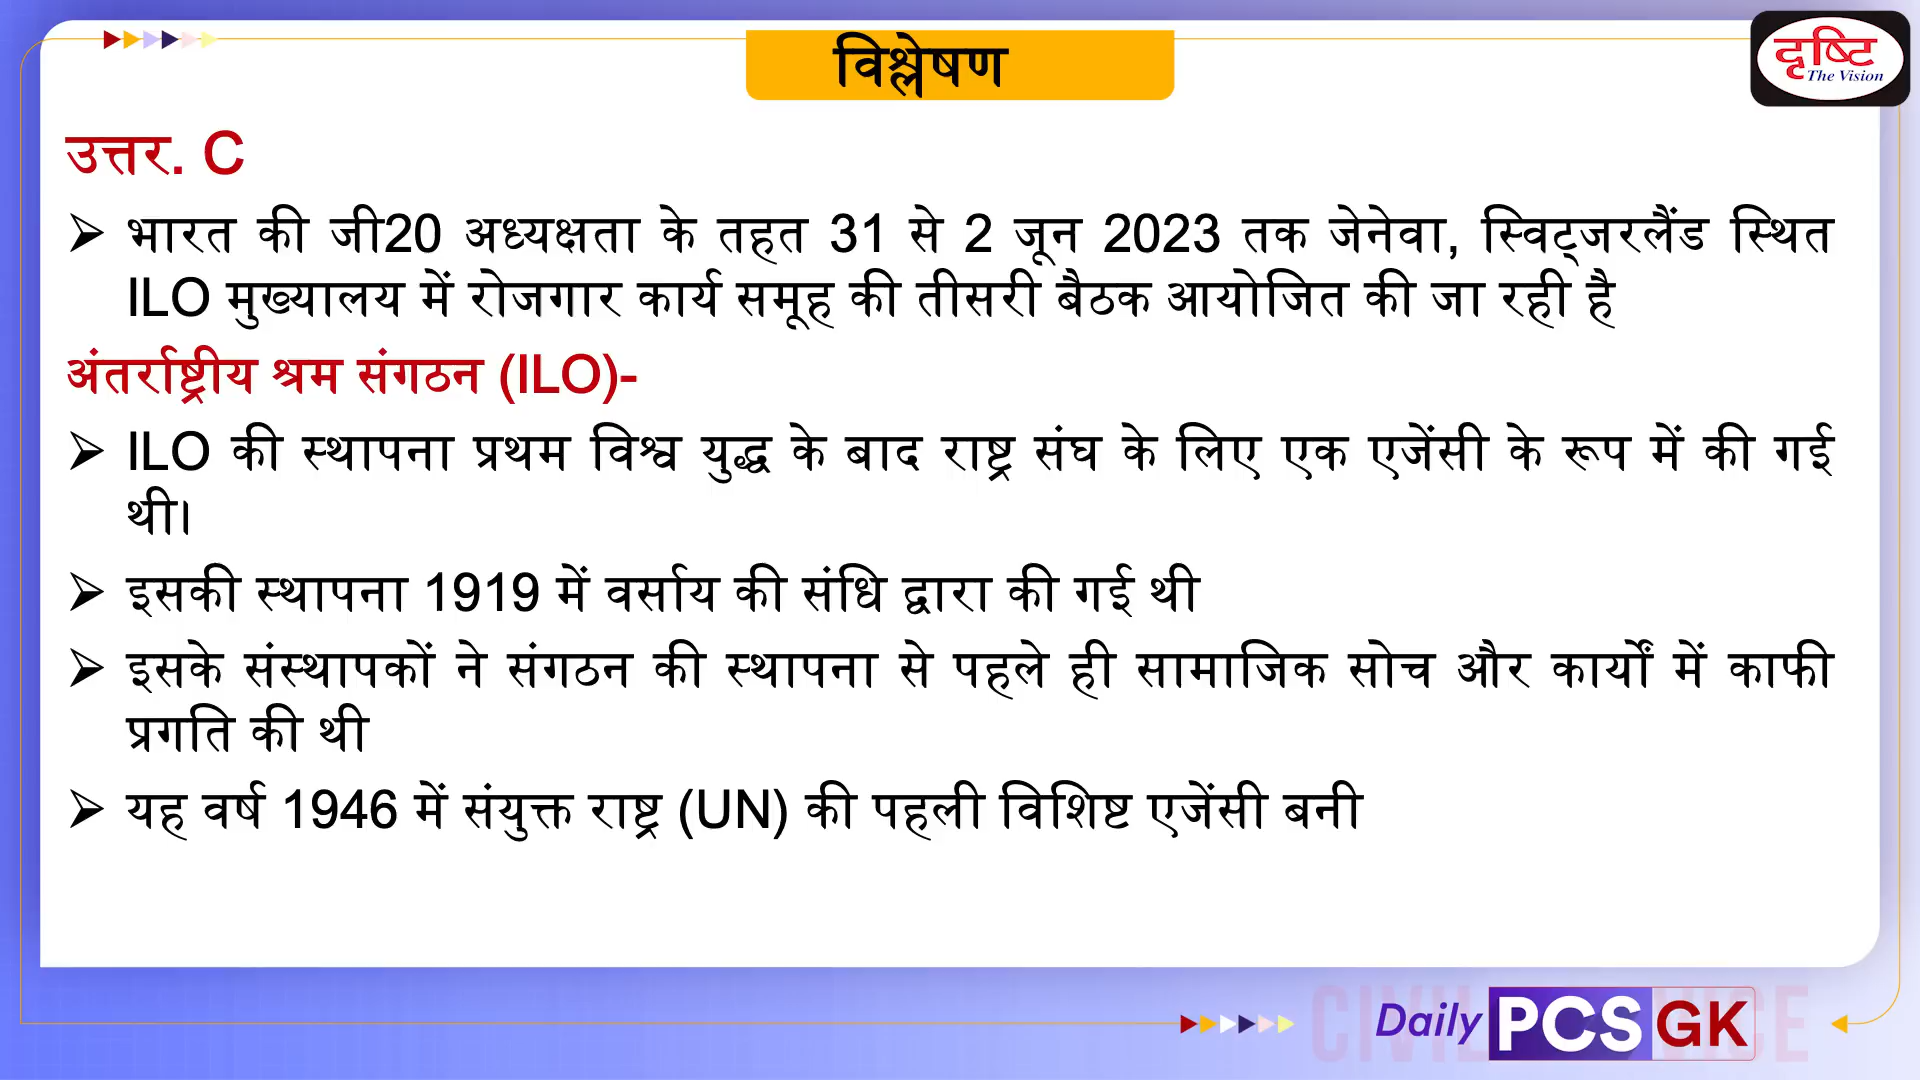 विश्लेषण
दृष्टि
The Vision
उत्तर. C
➢ भारत की जी20 अध्यक्षता के तहत 31 से 2 जून 2023 तक जेनेवा, स्विट्जरलैंड स्थित
ILO मुख्यालय में रोजगार कार्य समूह की तीसरी बैठक आयोजित की जा रही है
अंतर्राष्ट्रीय श्रम संगठन (ILO)-
➢ ILO की स्थापना प्रथम विश्व युद्ध के बाद राष्ट्र संघ के लिए एक एजेंसी के रूप में की गई
थी।
➢ इसकी स्थापना 1919 में वर्साय की संधि द्वारा की गई थी
➢ इसके संस्थापकों ने संगठन की स्थापना से पहले ही सामाजिक सोच और कार्यों में काफी
प्रगति की थी
➢ यह वर्ष 1946 में संयुक्त राष्ट्र (UN) की पहली विशिष्ट एजेंसी बनी
Daily PCS GK